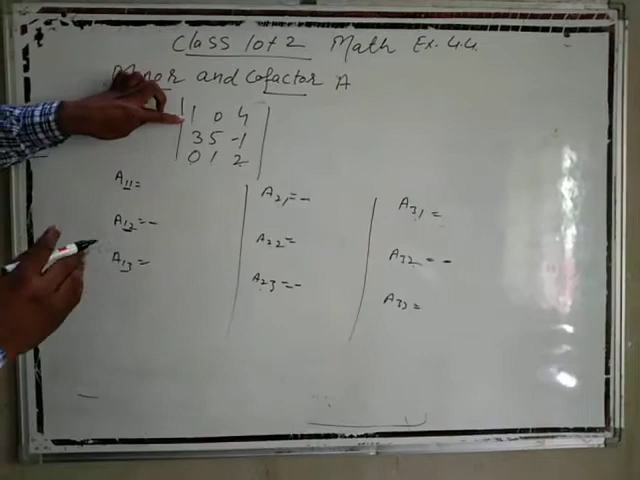 Class 10+2 Math Ex. 4.4
Minor and Cofactor A
1 0 4
3 5 -1
0 1 2
A11=
A12=-
A13=
A21=-
A22=
A23=-
A31=
A32=-
A33=